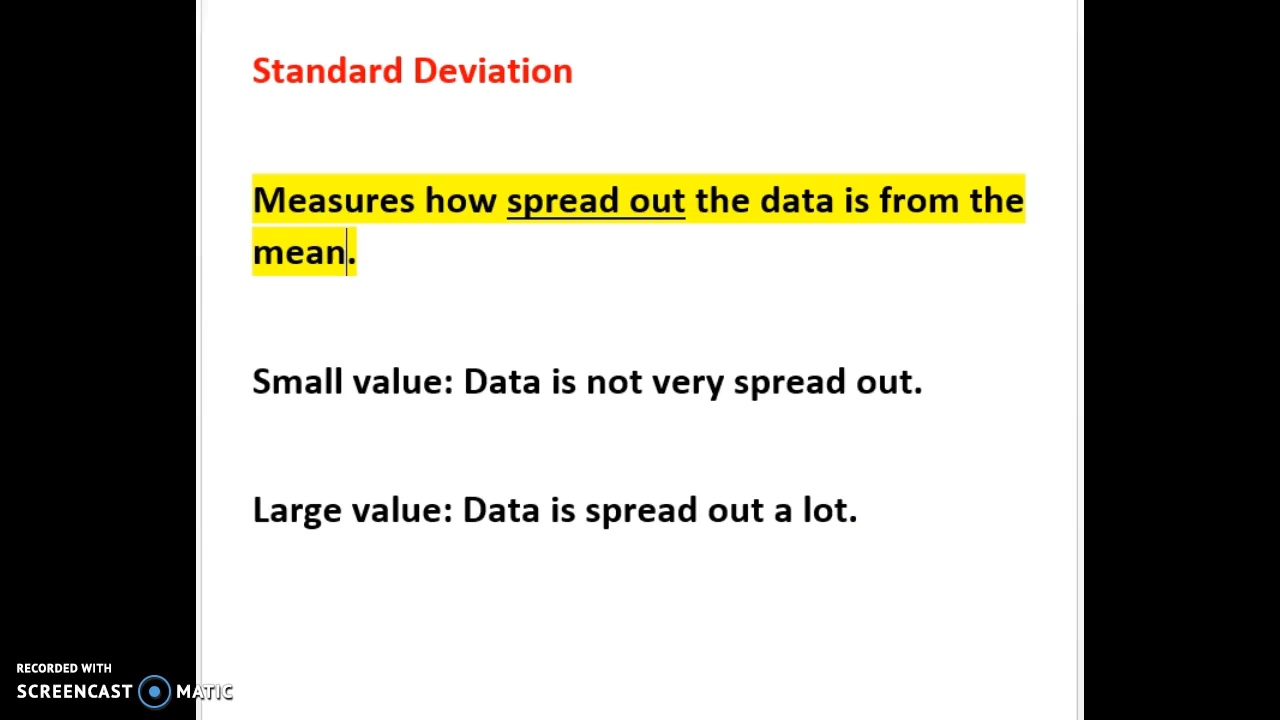 Standard Deviation
Measures how spread out the data is from the
mean.
Small value: Data is not very spread out.
Large value: Data is spread out a lot.
RECORDED WITH
SCREENCAST MATIC